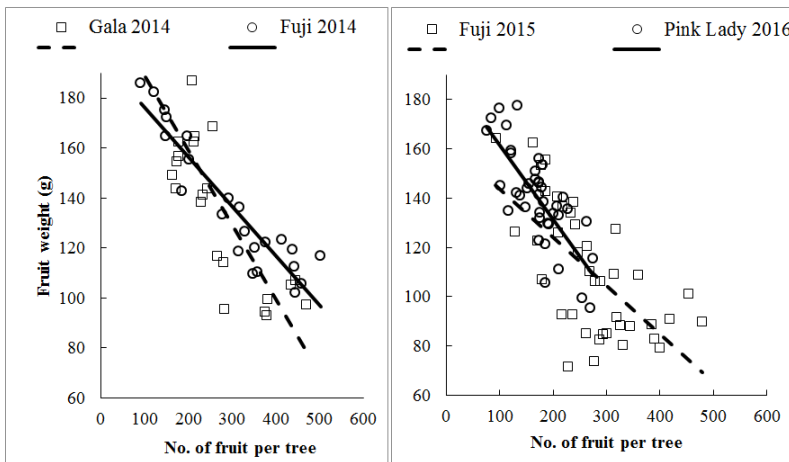 Gala 2014 Fuji 2014
Fruit weight (g)
180
160
140
120
100
80
60
0 100 200 300 400 500 600
No. of fruit per tree
Fuji 2015 Pink Lady 2016
180
160
140
120
100
80
60
0 100 200 300 400 500 600
No. of fruit per tree